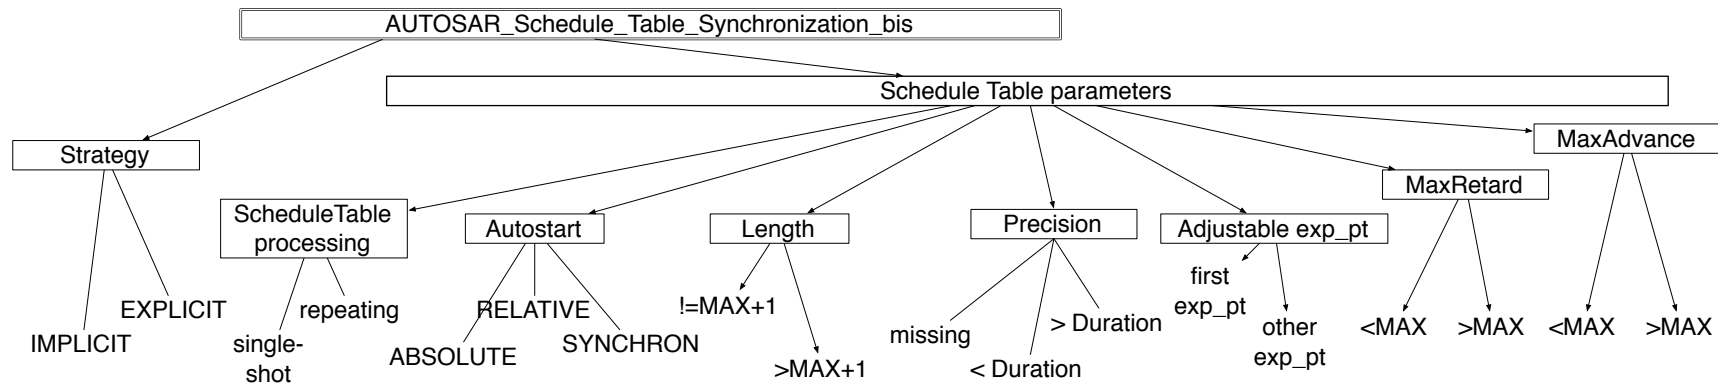 AUTOSAR_Schedule_Table_Synchronization_bis
Schedule Table parameters
Strategy
MaxAdvance
MaxRetard
ScheduleTable
processing
Autostart
Length
Precision
Adjustable exp_pt
IMPLICIT
EXPLICIT
single-
shot
repeating
ABSOLUTE
RELATIVE
SYNCHRON
!=MAX+1
>MAX+1
missing
< Duration
> Duration
first
exp_pt
other
exp_pt
<MAX
>MAX
<MAX
>MAX